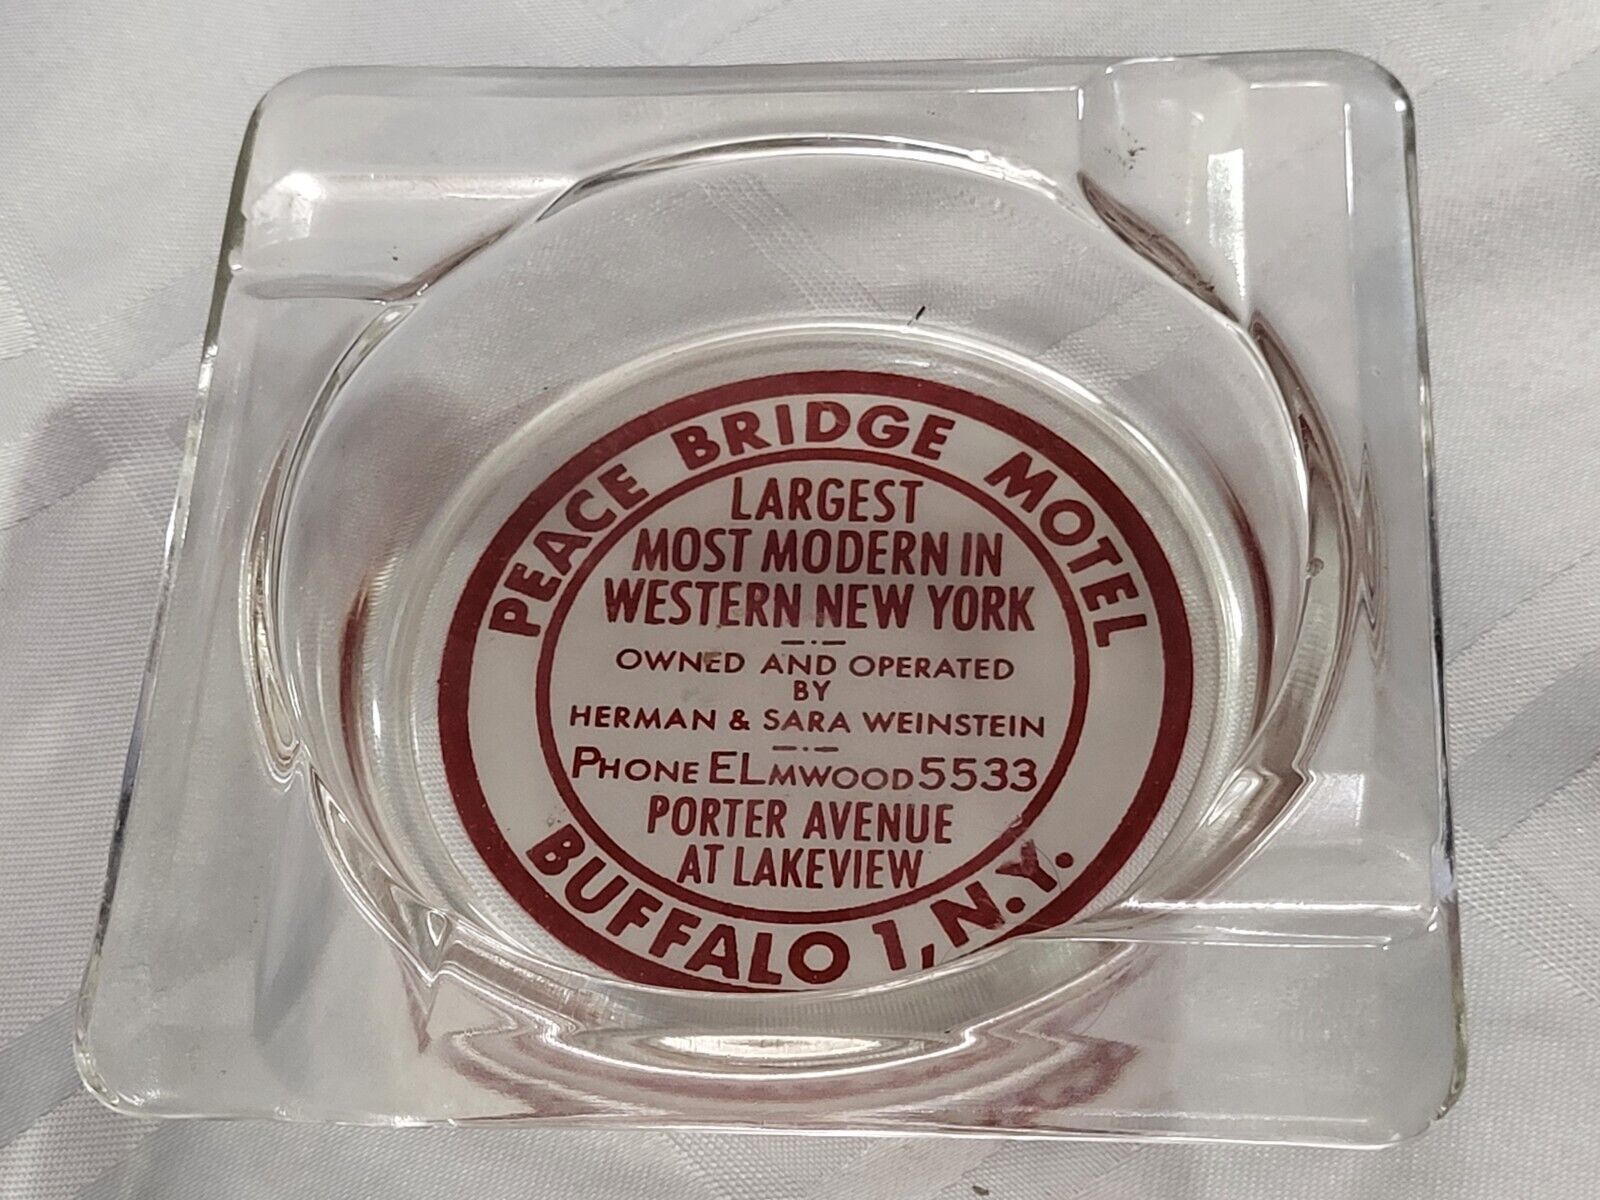 PEACE BRIDGE MOTEL
LARGEST
MOST MODERN IN
WESTERN NEW YORK
OWNED AND OPERATED
BY
HERMAN & SARA WEINSTEIN
PHONE ELMWOOD 5533
PORTER AVENUE
AT LAKEVIEW
BUFFALO 1, N.Y.